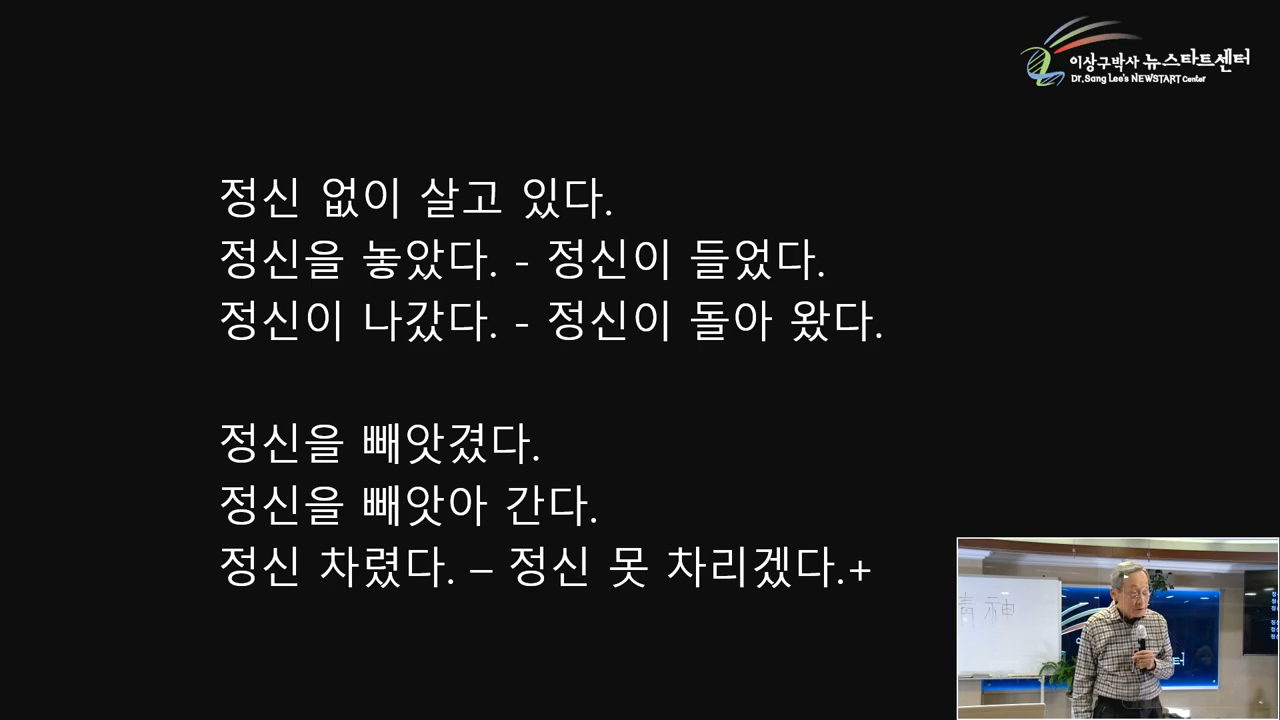 이상구박사 뉴스타트센터
Dr.Sang Lee's NEWSTART Center
정신 없이 살고 있다.
정신을 놓았다. - 정신이 들었다.
정신이 나갔다. - 정신이 돌아 왔다.
정신을 빼앗겼다.
정신을 빼앗아 간다.
정신 차렸다. – 정신 못 차리겠다.+
神